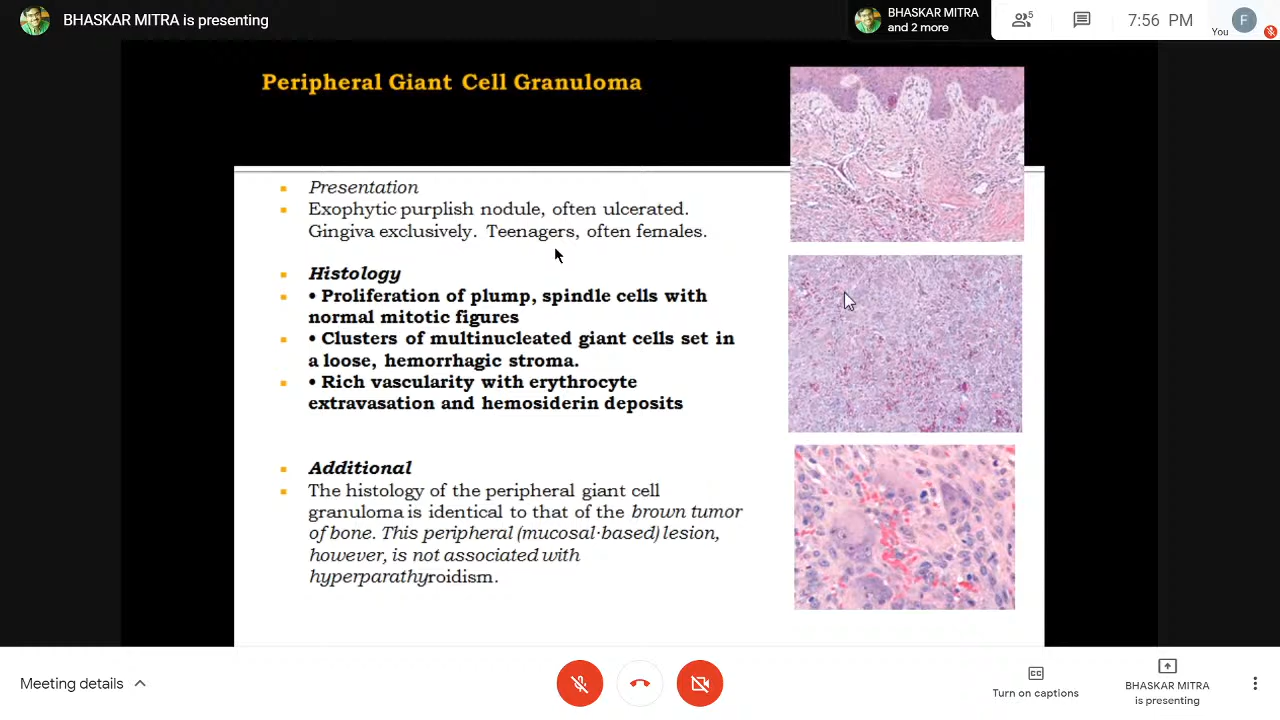 BHASKAR MITRA is presenting
BHASKAR MITRA
and 2 more
5
7:56 PM
You
F
Peripheral Giant Cell Granuloma
Presentation
Exophytic purplish nodule, often ulcerated.
Gingiva exclusively. Teenagers, often females.
Histology
• Proliferation of plump, spindle cells with
normal mitotic figures
• Clusters of multinucleated giant cells set in
a loose, hemorrhagic stroma.
• Rich vascularity with erythrocyte
extravasation and hemosiderin deposits
Additional
The histology of the peripheral giant cell
granuloma is identical to that of the brown tumor
of bone. This peripheral (mucosal·based) lesion,
however, is not associated with
hyperparathyroidism.
Meeting details
CC
Turn on captions
BHASKAR MITRA
is presenting